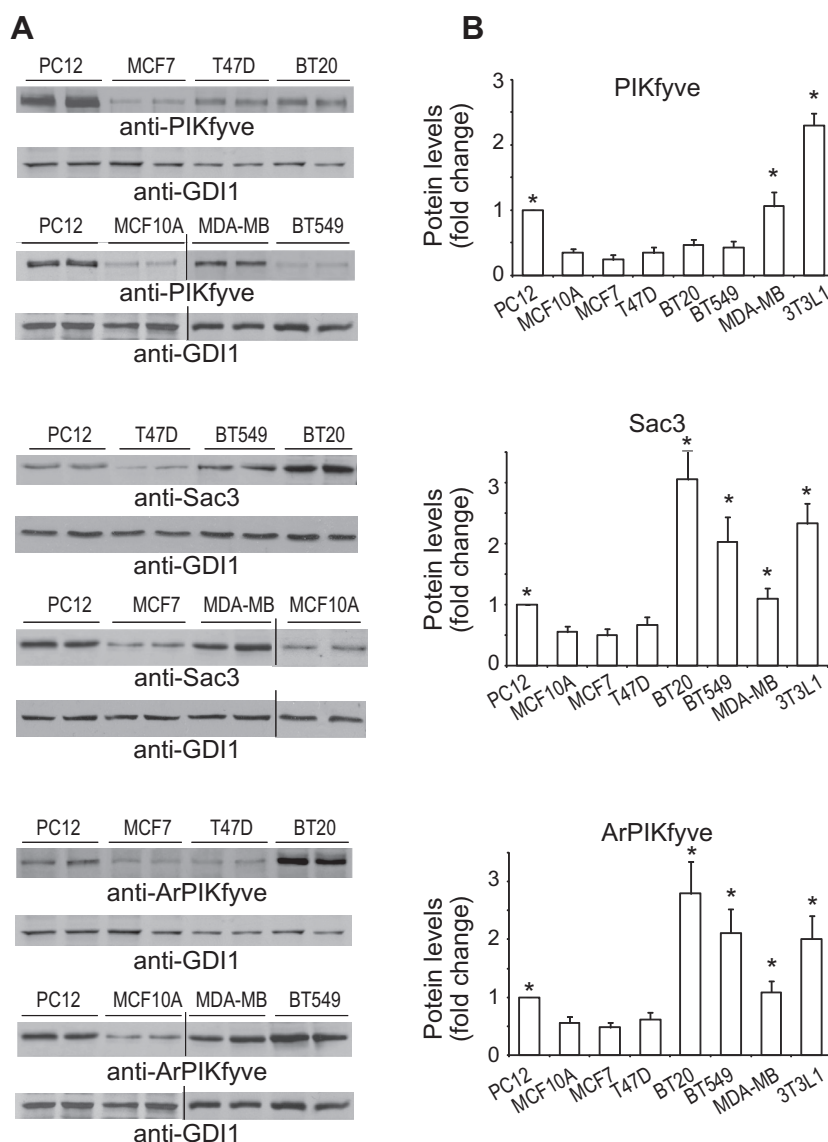 A
PC12 MCF7 T47D BT20
anti-PIKfyve
anti-GDI1
PC12 MCF10A MDA-MB BT549
anti-PIKfyve
anti-GDI1
PC12 T47D BT549 BT20
anti-Sac3
anti-GDI1
PC12 MCF7 MDA-MB MCF10A
anti-Sac3
anti-GDI1
PC12 MCF7 T47D BT20
anti-ArPIKfyve
anti-GDI1
PC12 MCF10A MDA-MB BT549
anti-ArPIKfyve
anti-GDI1
B
PIKfyve
Potein levels
(fold change)
3
2
1
0
* * *
PC12 MCF10A MCF7 T47D BT20 BT549 MDA-MB 3T3L1
Sac3
Potein levels
(fold change)
3
2
1
0
* * * * *
PC12 MCF10A MCF7 T47D BT20 BT549 MDA-MB 3T3L1
ArPIKfyve
Potein levels
(fold change)
3
2
1
0
* * * * *
PC12 MCF10A MCF7 T47D BT20 BT549 MDA-MB 3T3L1